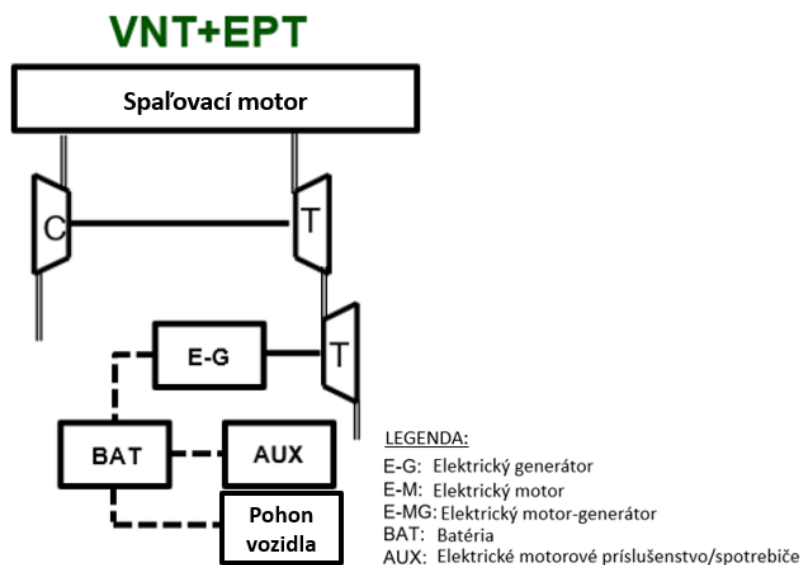 VNT+EPT
Spaľovací motor
C
T
T
E-G
BAT
AUX
Pohon
vozidla
LEGENDA:
E-G: Elektrický generátor
E-M: Elektrický motor
E-MG: Elektrický motor-generátor
BAT: Batéria
AUX: Elektrické motorové príslušenstvo/spotrebiče